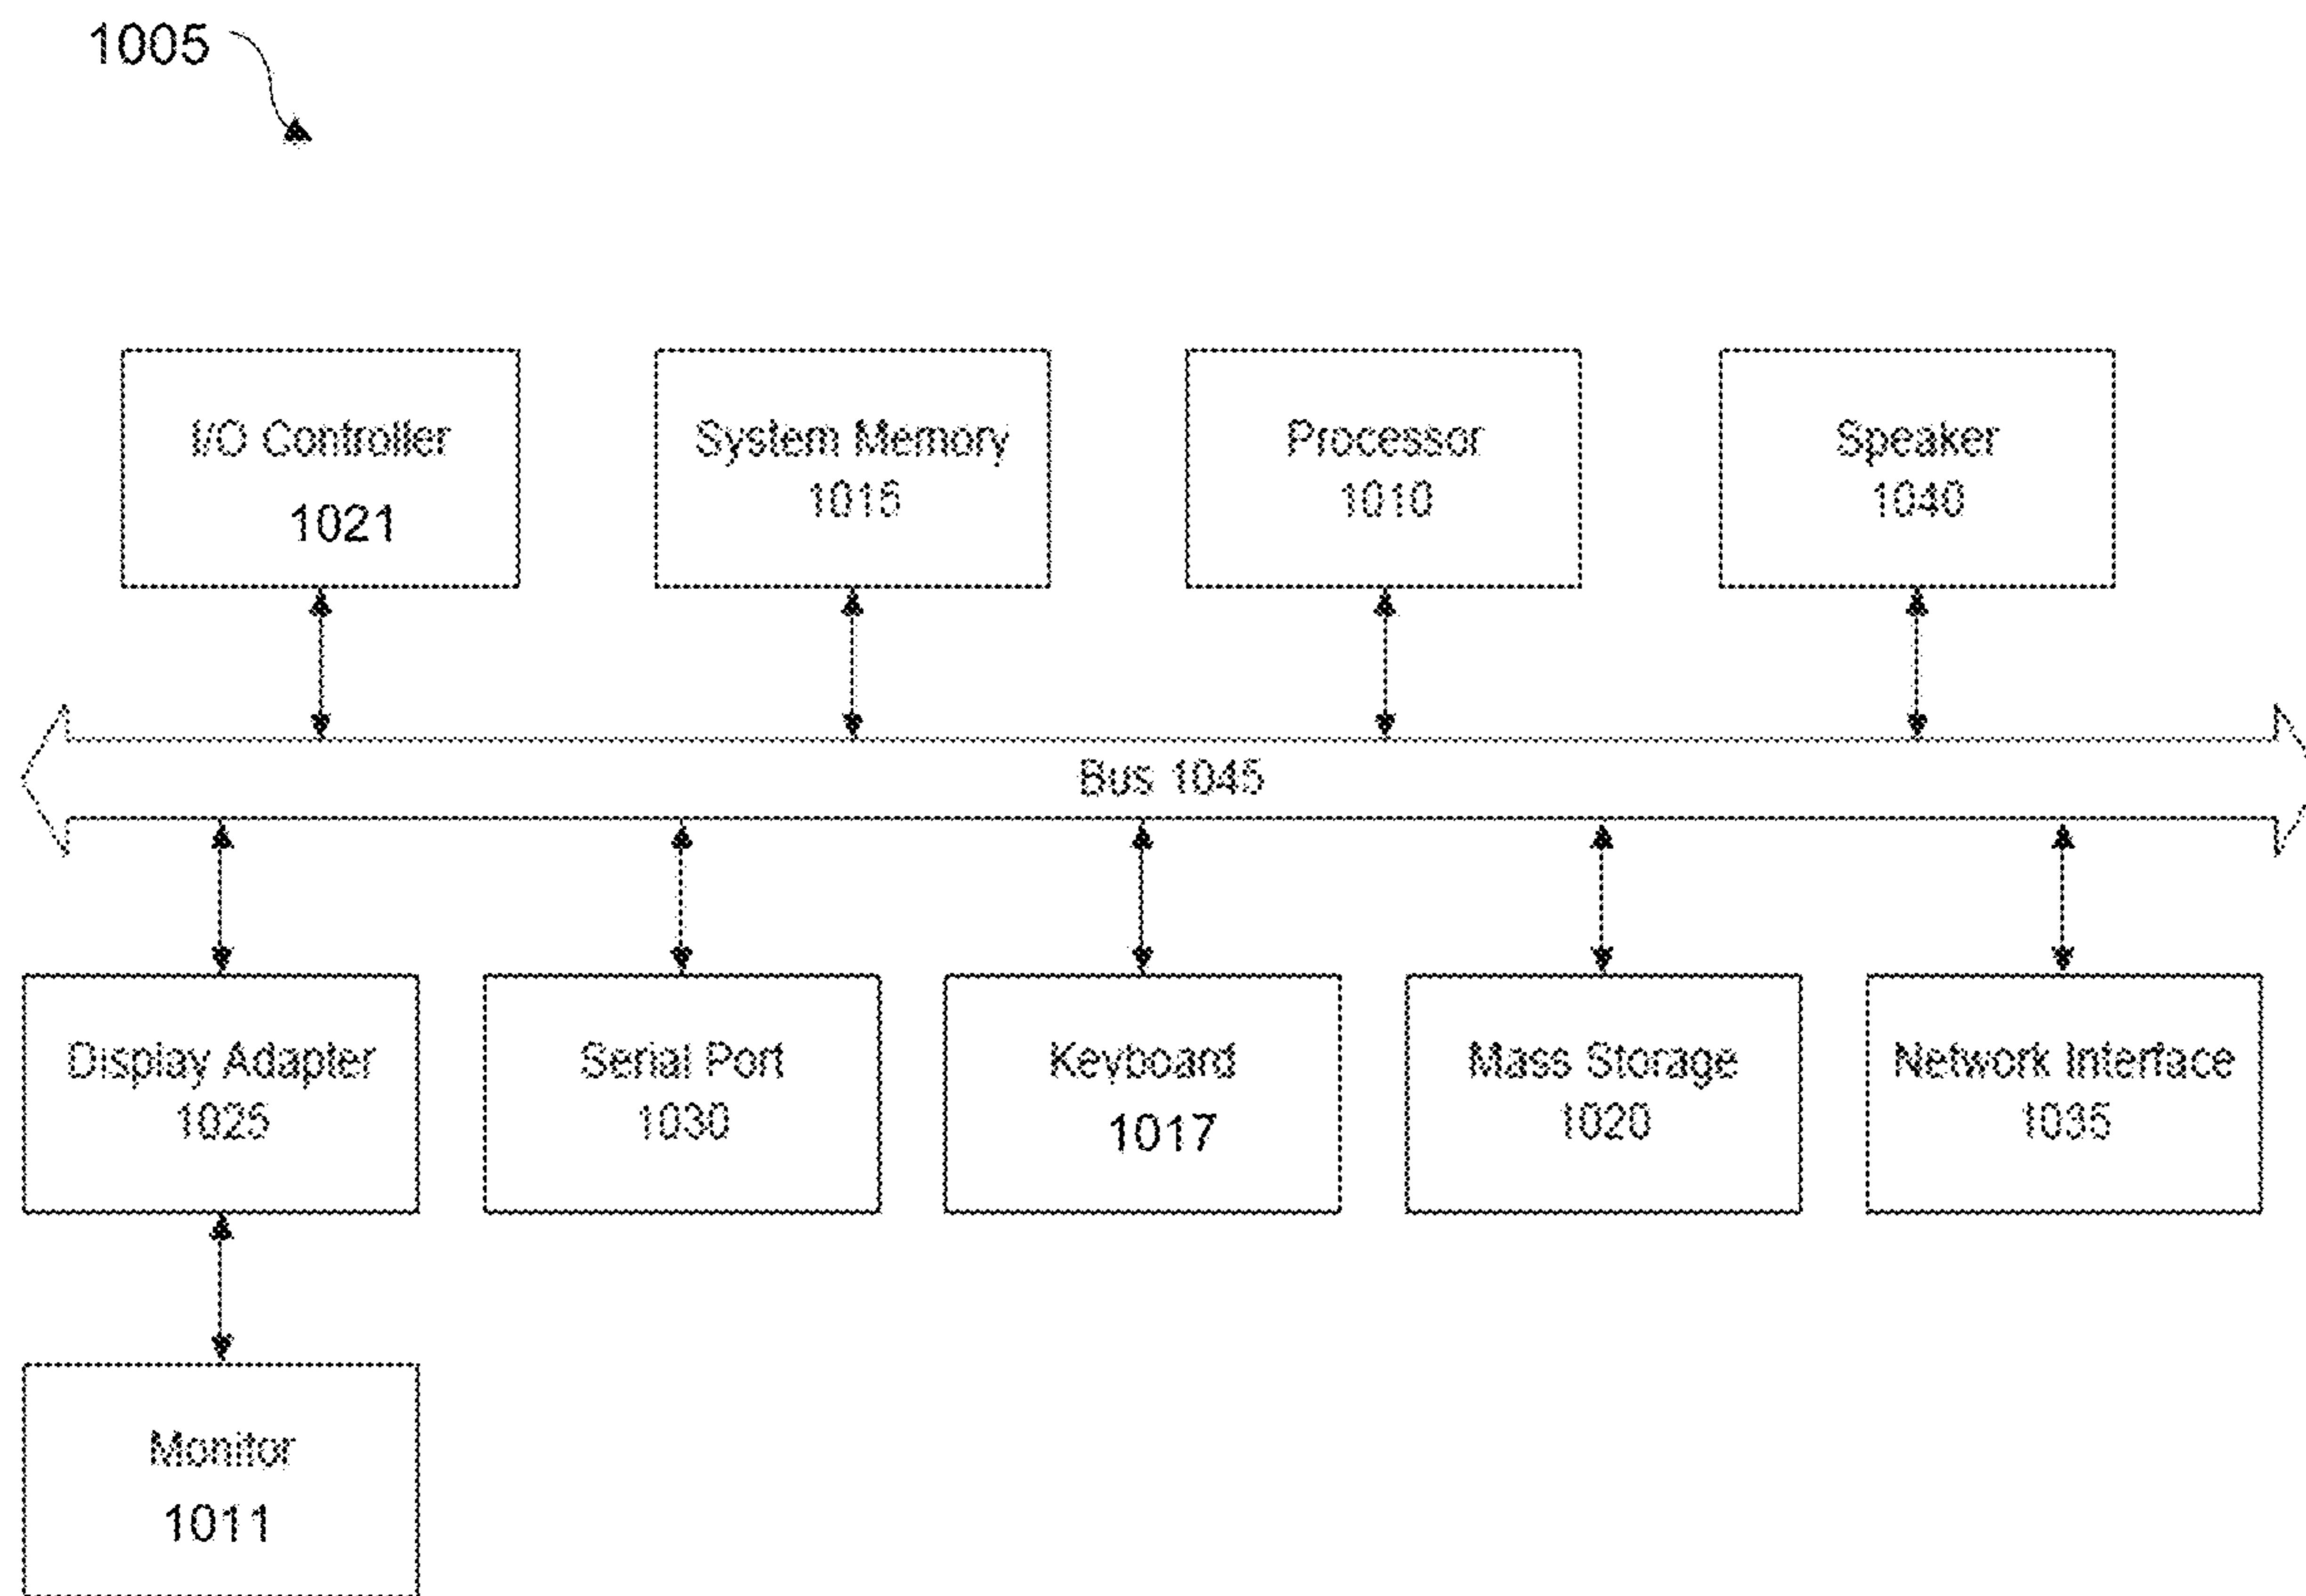 1005
I/O Controller
1021
System Memory
1015
Processor
1010
Speaker
1040
Bus 1045
Display Adapter
1025
Serial Port
1030
Keyboard
1017
Mass Storage
1020
Network Interface
1035
Monitor
1011